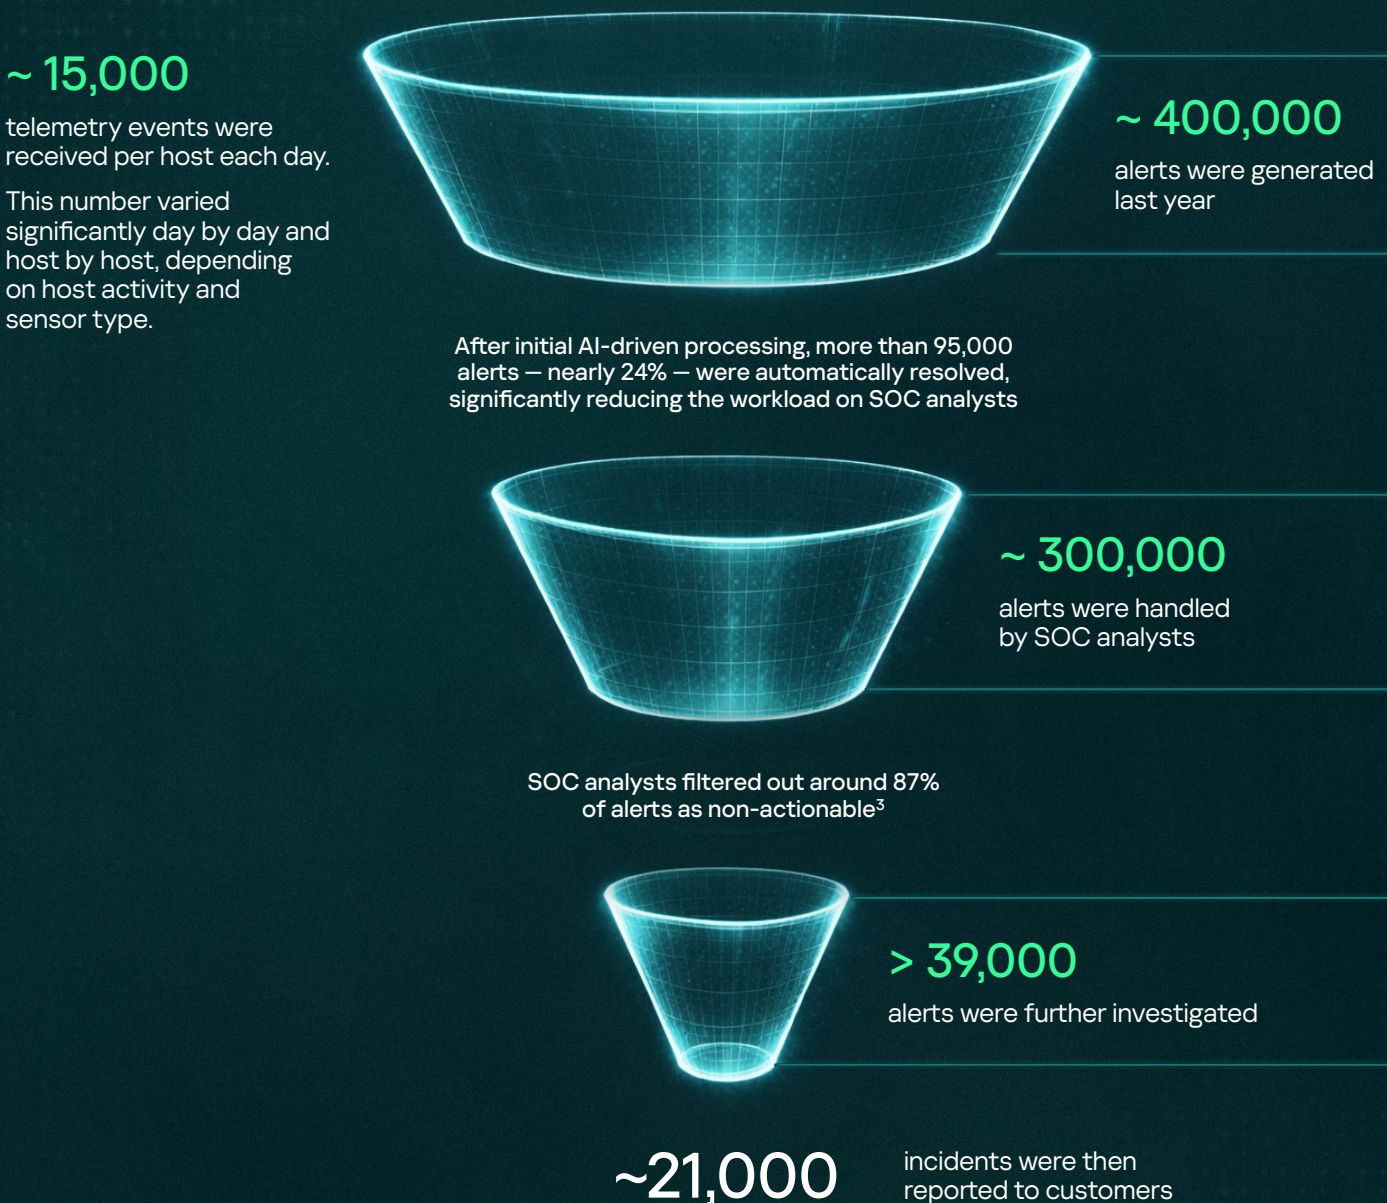 ~ 15,000
telemetry events were
received per host each day.
This number varied
significantly day by day and
host by host, depending
on host activity and
sensor type.
~ 400,000
alerts were generated
last year
After initial AI-driven processing, more than 95,000
alerts — nearly 24% — were automatically resolved,
significantly reducing the workload on SOC analysts
~ 300,000
alerts were handled
by SOC analysts
SOC analysts filtered out around 87%
of alerts as non-actionable³
> 39,000
alerts were further investigated
~21,000
incidents were then
reported to customers